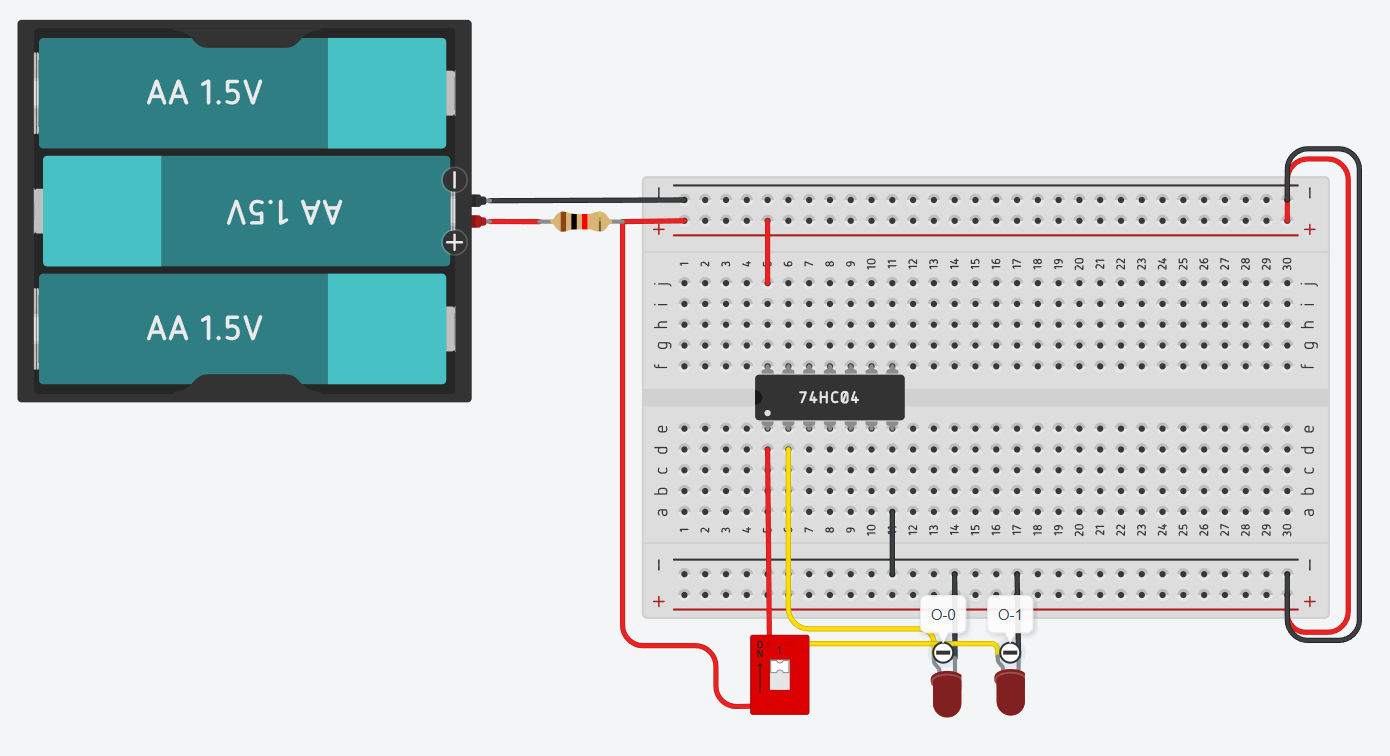 AA 1.5V
AA 1.5V
AA 1.5V
− −
+ +
1 2 3 4 5 6 7 8 9 10 11 12 13 14 15 16 17 18 19 20 21 22 23 24 25 26 27 28 29 30
j j
i i
h h
g g
f f
74HC04
e e
d d
c c
b b
a a
1 2 3 4 5 6 7 8 9 10 11 12 13 14 15 16 17 18 19 20 21 22 23 24 25 26 27 28 29 30
− −
+ +
O-0 O-1
ON 1